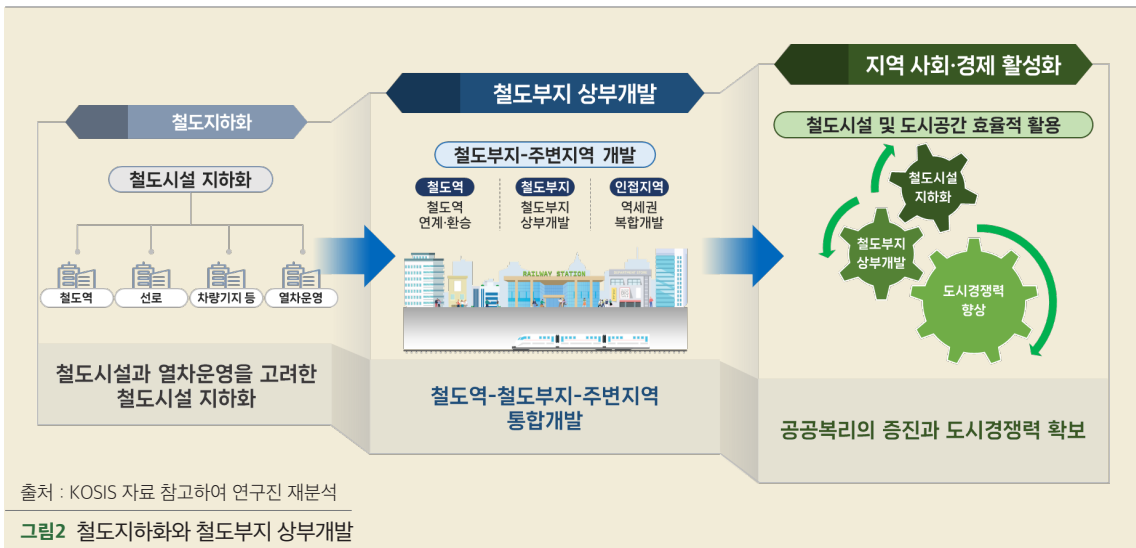 철도지하화
철도시설 지하화
철도역
선로
차량기지 등
열차운영
철도시설과 열차운영을 고려한
철도시설 지하화
철도부지 상부개발
철도부지-주변지역 개발
철도역
철도역
연계·환승
철도부지
철도부지
상부개발
인접지역
역세권
복합개발
RAILWAY STATION
철도역-철도부지-주변지역
통합개발
지역 사회·경제 활성화
철도시설 및 도시공간 효율적 활용
철도시설
지하화
철도부지
상부개발
도시경쟁력
향상
공공복리의 증진과 도시경쟁력 확보
출처 : KOSIS 자료 참고하여 연구진 재분석
그림2 철도지하화와 철도부지 상부개발